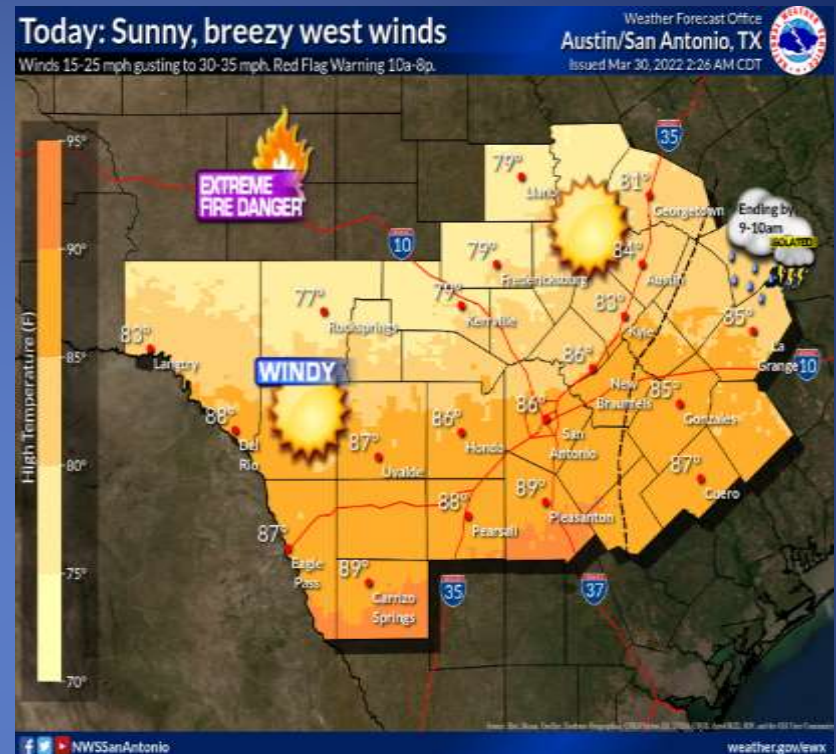 Today: Sunny, breezy west winds
Winds 15-25 mph gusting to 30-35 mph. Red Flag Warning 10a-8p.
Weather Forecast Office
Austin/San Antonio, TX
Issued Mar 30, 2022 2:26 AM CDT
NATIONAL WEATHER SERVICE
High Temperature (F)
95°
90°
85°
80°
75°
70°
EXTREME
FIRE DANGER
35
79°
Llano
81°
Georgetown
Ending by
9-10am
ISOLATED
10
79°
Fredericksburg
84°
Austin
77°
Rocksprings
79°
Kerrville
83°
Kyle
85°
La
Grange
10
83°
Langtry
WINDY
86°
New
Braunfels
85°
Gonzales
88°
Del
Rio
87°
Uvalde
86°
Hondo
86°
San
Antonio
87°
Cuero
88°
Pearsall
89°
Pleasanton
87°
Eagle
Pass
89°
Carrizo
Springs
35
37
NWSSanAntonio
weather.gov/ewx